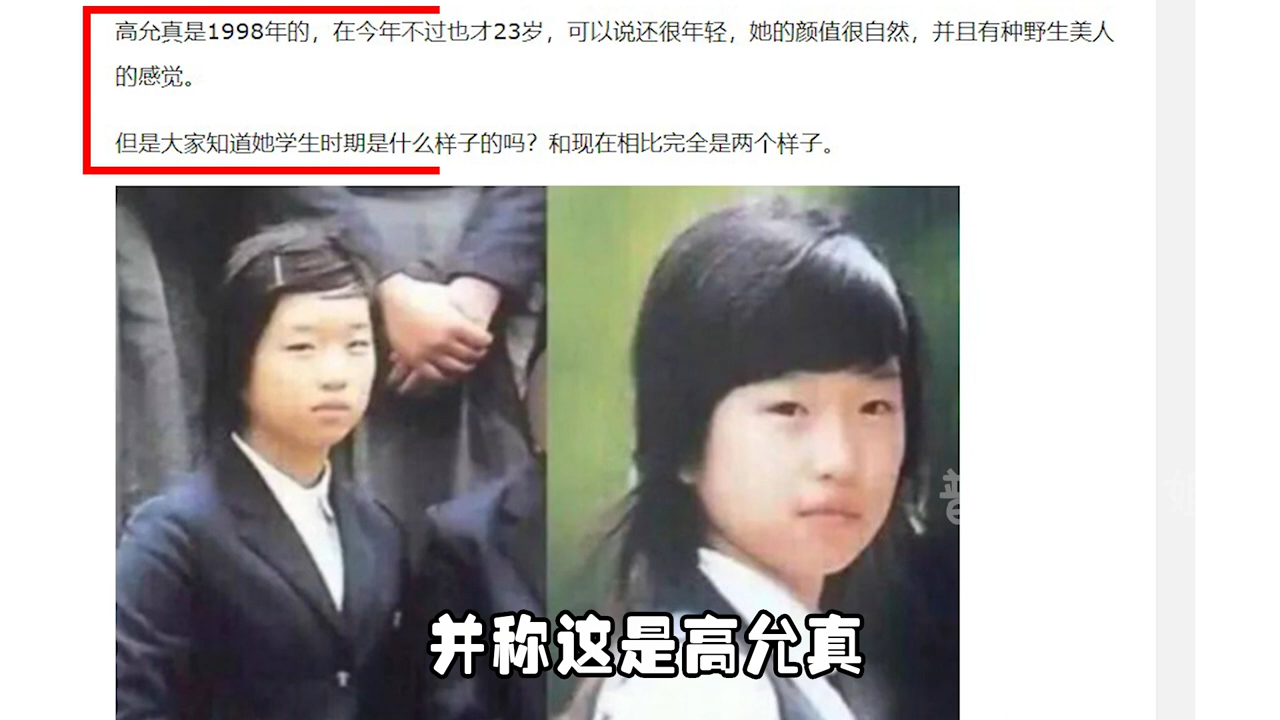 高允真是1998年的，在今年不过也才23岁，可以说还很年轻，她的颜值很自然，并且有种野生美人
的感觉。
但是大家知道她学生时期是什么样子的吗？和现在相比完全是两个样子。
并称这是高允真